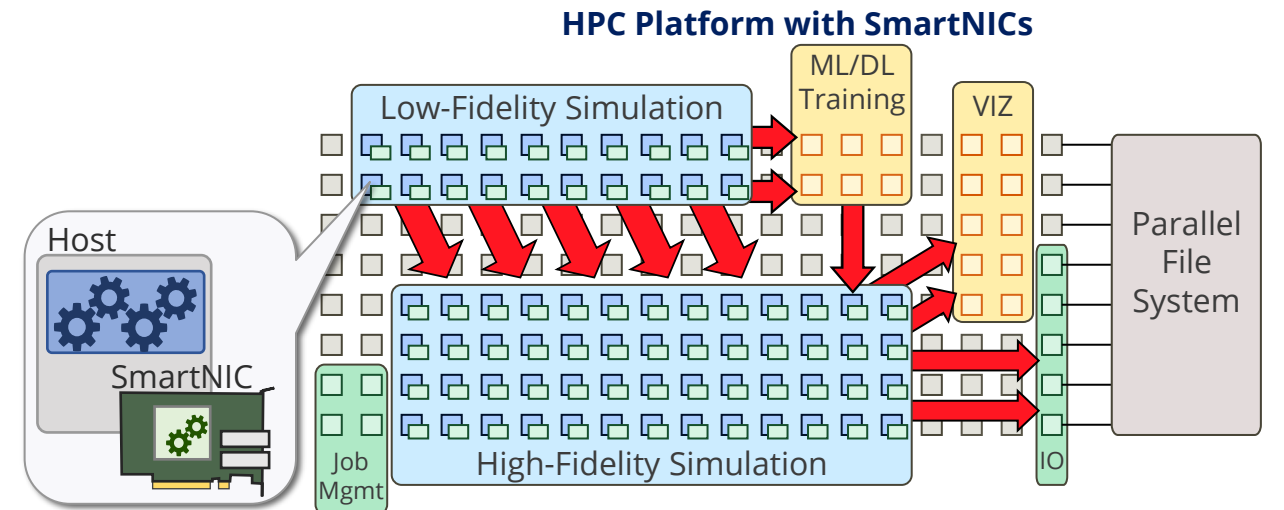 HPC Platform with SmartNICs
Low-Fidelity Simulation
ML/DL
Training
VIZ
Host
SmartNIC
Parallel
File
System
Job
Mgmt
High-Fidelity Simulation
IO